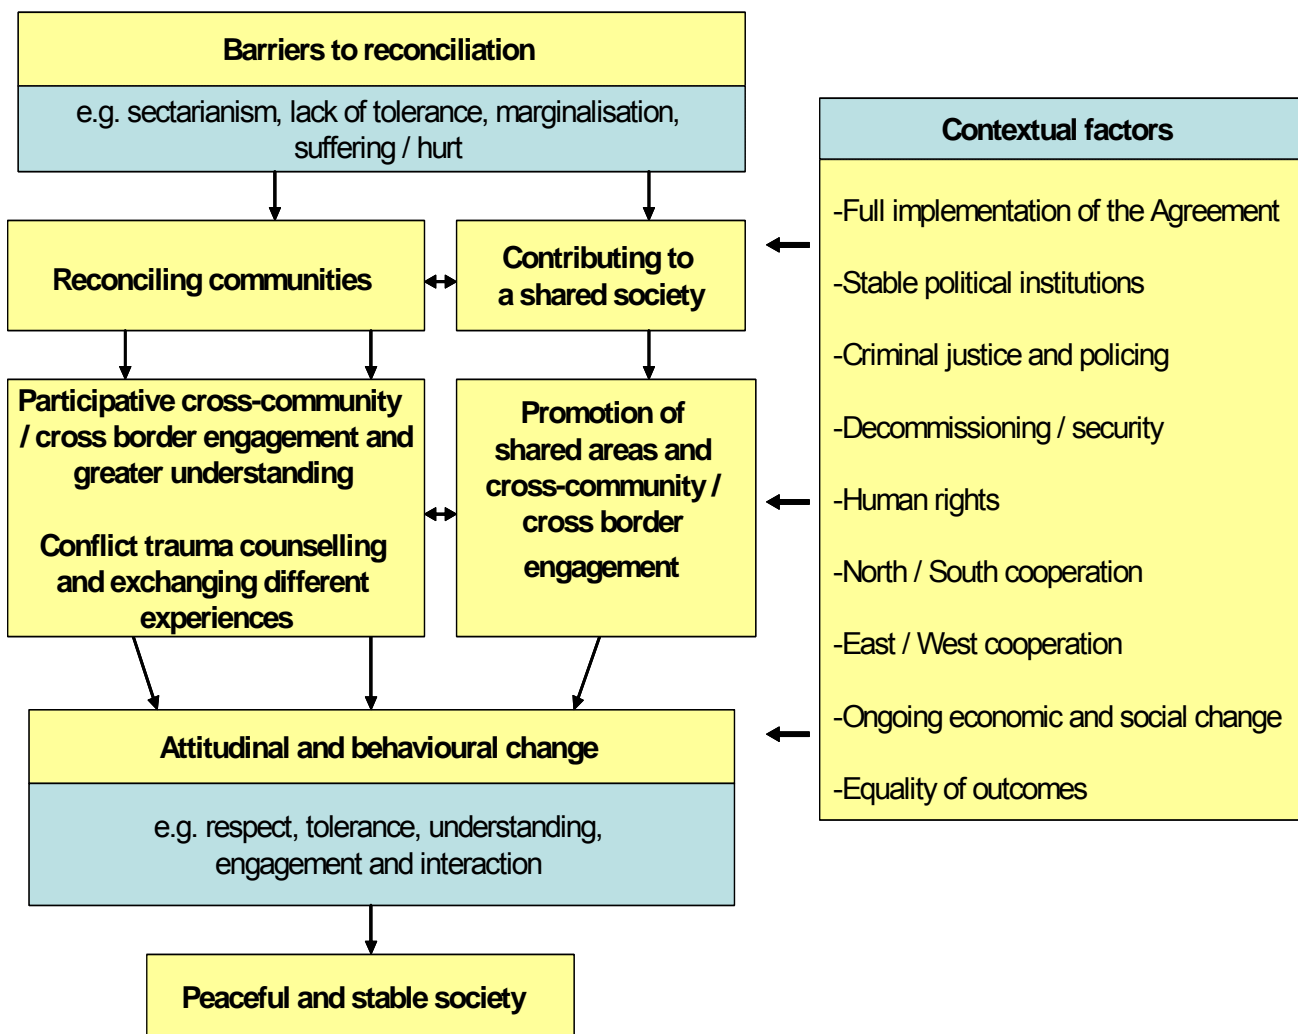 Barriers to reconciliation
e.g. sectarianism, lack of tolerance, marginalisation,
suffering / hurt
Reconciling communities
Contributing to
a shared society
Participative cross-community
/ cross border engagement and
greater understanding
Conflict trauma counselling
and exchanging different
experiences
Promotion of
shared areas and
cross-community /
cross border
engagement
Attitudinal and behavioural change
e.g. respect, tolerance, understanding,
engagement and interaction
Peaceful and stable society
Contextual factors
-Full implementation of the Agreement
-Stable political institutions
-Criminal justice and policing
-Decommissioning / security
-Human rights
-North / South cooperation
-East / West cooperation
-Ongoing economic and social change
-Equality of outcomes